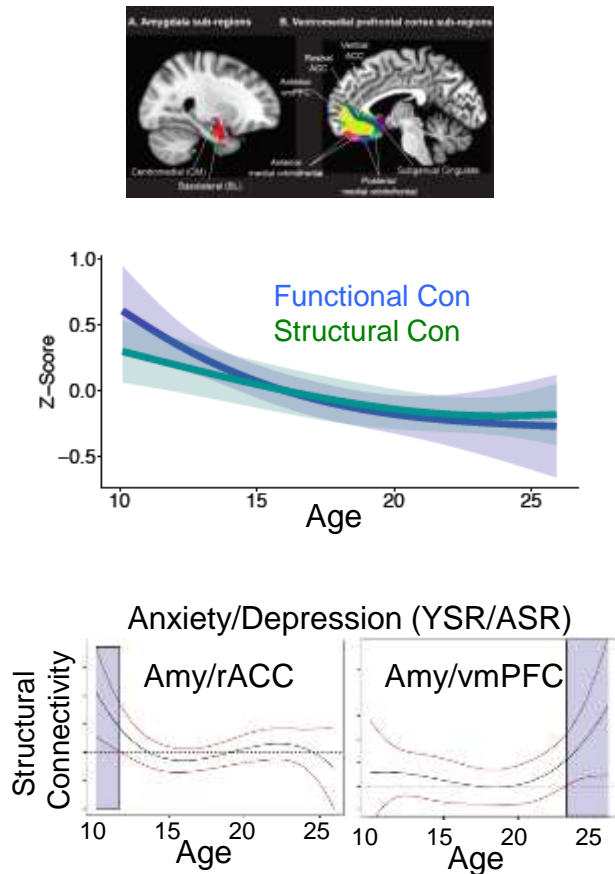 A. Amygdala sub-regions
B. Ventromedial prefrontal cortex sub-regions
Ventral
ACC
Rostral
ACC
Anterior
vmPFC
Centromedial (CM)
Basolateral (BL)
Anterior
medial orbitofrontal
Posterior
medial orbitofrontal
Subgenual Cingulate
1.0
0.5
0.0
−0.5
Z−Score
Functional Con
Structural Con
10
15
20
25
Age
Anxiety/Depression (YSR/ASR)
Amy/rACC
Amy/vmPFC
Structural
Connectivity
10
15
20
25
10
15
20
25
Age
Age